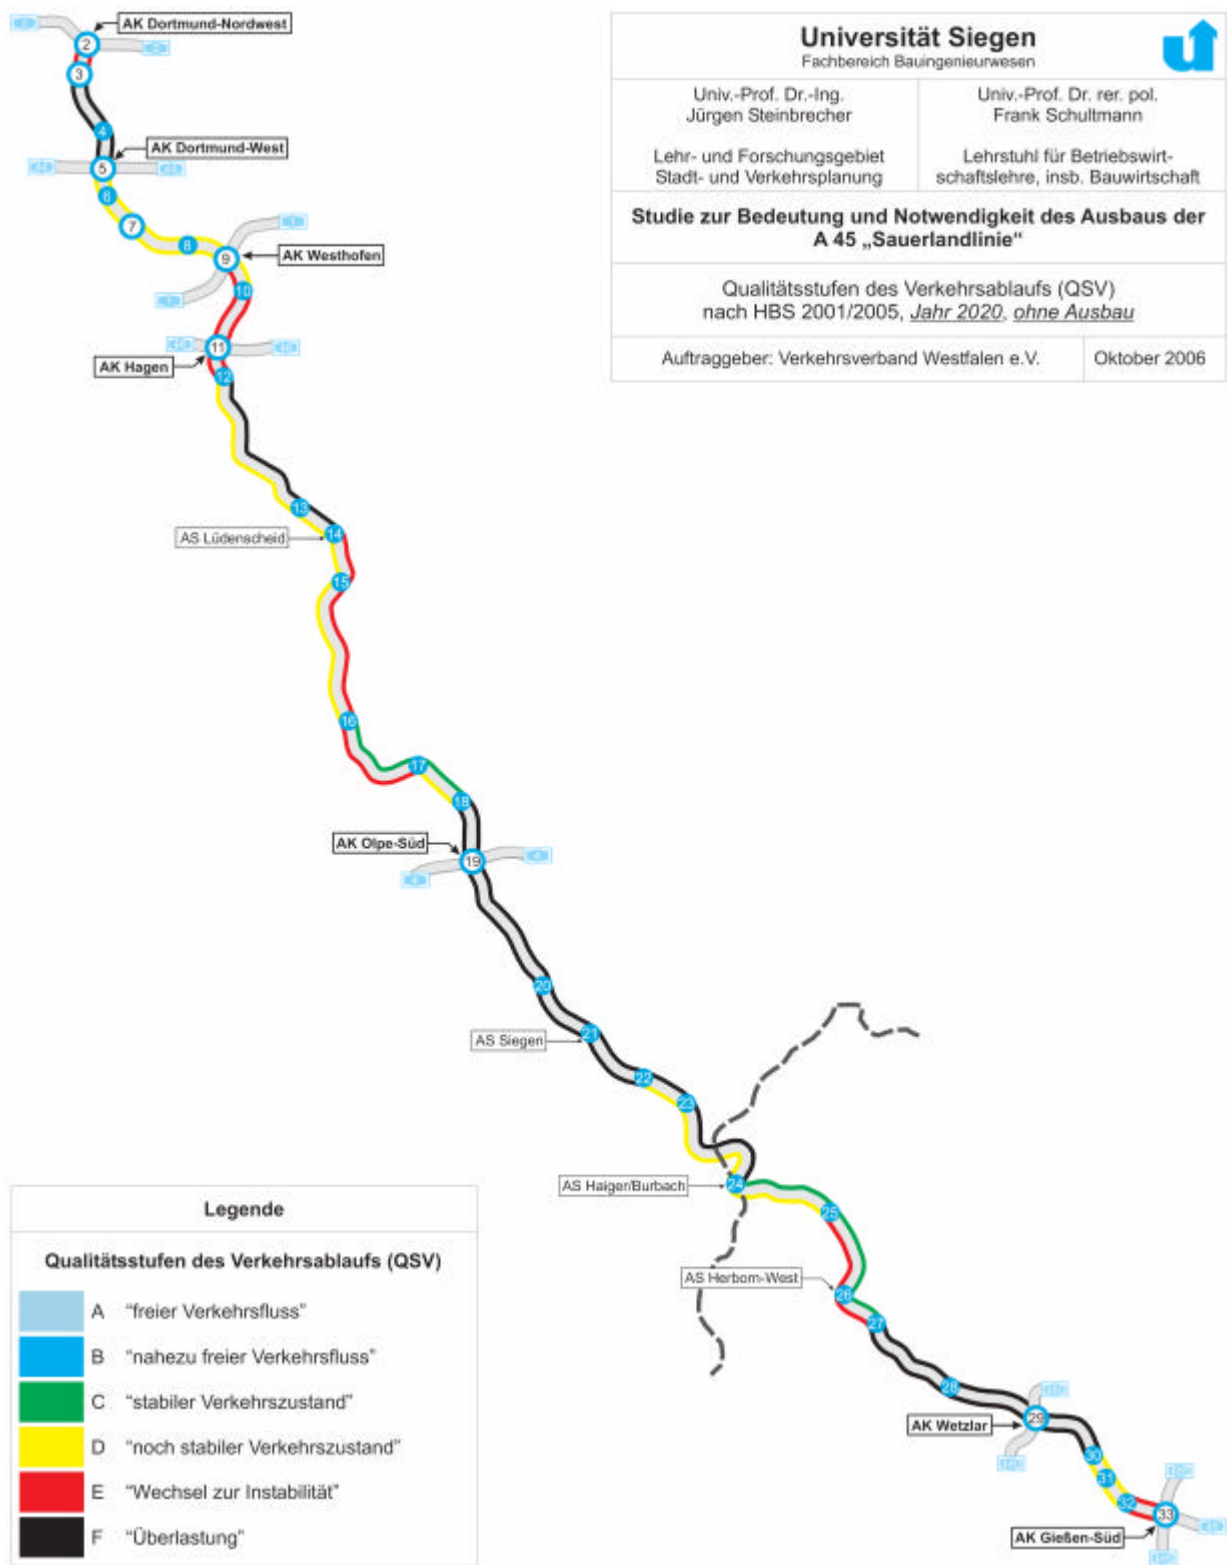 Universität Siegen
Fachbereich Bauingenieurwesen
Univ.-Prof. Dr.-Ing.
Jürgen Steinbrecher
Lehr- und Forschungsgebiet
Stadt- und Verkehrsplanung
Univ.-Prof. Dr. rer. pol.
Frank Schultmann
Lehrstuhl für Betriebswirt-
schaftslehre, insb. Bauwirtschaft
Studie zur Bedeutung und Notwendigkeit des Ausbaus der
A 45 „Sauerlandlinie“
Qualitätsstufen des Verkehrsablaufs (QSV)
nach HBS 2001/2005, Jahr 2020, ohne Ausbau
Auftraggeber: Verkehrsverband Westfalen e.V.
Oktober 2006
AK Dortmund-Nordwest
2
3
4
AK Dortmund-West
5
6
7
8
9
AK Westhofen
10
11
AK Hagen
12
13
AS Lüdenscheid
14
15
16
17
18
AK Olpe-Süd
19
20
AS Siegen
21
22
23
AS Haiger/Burbach
24
25
AS Herborn-West
26
27
28
29
AK Wetzlar
30
31
32
33
AK Gießen-Süd
Legende
Qualitätsstufen des Verkehrsablaufs (QSV)
A “freier Verkehrsfluss”
B “nahezu freier Verkehrsfluss”
C “stabiler Verkehrszustand”
D “noch stabiler Verkehrszustand”
E “Wechsel zur Instabilität”
F “Überlastung”